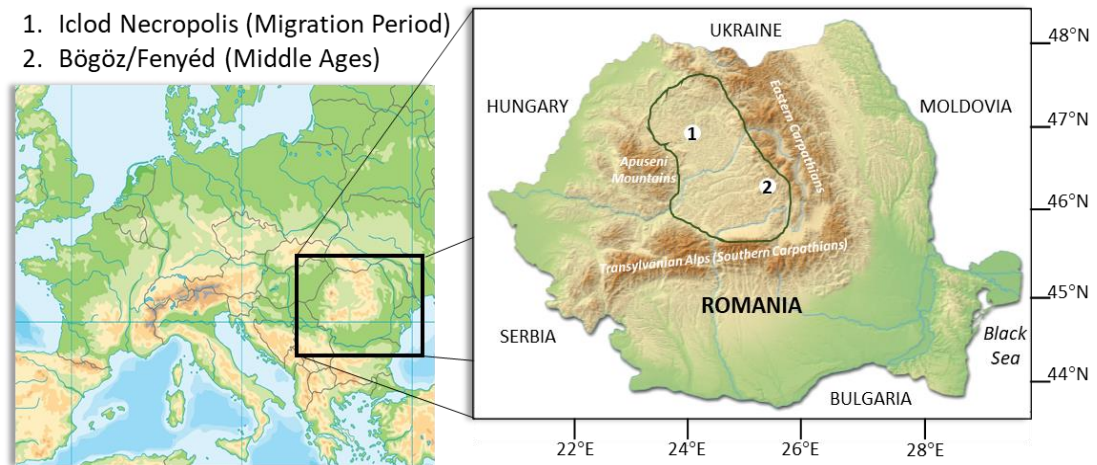 1. Iclod Necropolis (Migration Period)
2. Bögöz/Fenyéd (Middle Ages)
UKRAINE
48°N
HUNGARY
MOLDOVIA
Eastern Carpathians
47°N
1
Apuseni
Mountains
2
46°N
Transylvanian Alps (Southern Carpathians)
ROMANIA
45°N
SERBIA
Black
Sea
44°N
BULGARIA
22°E
24°E
26°E
28°E